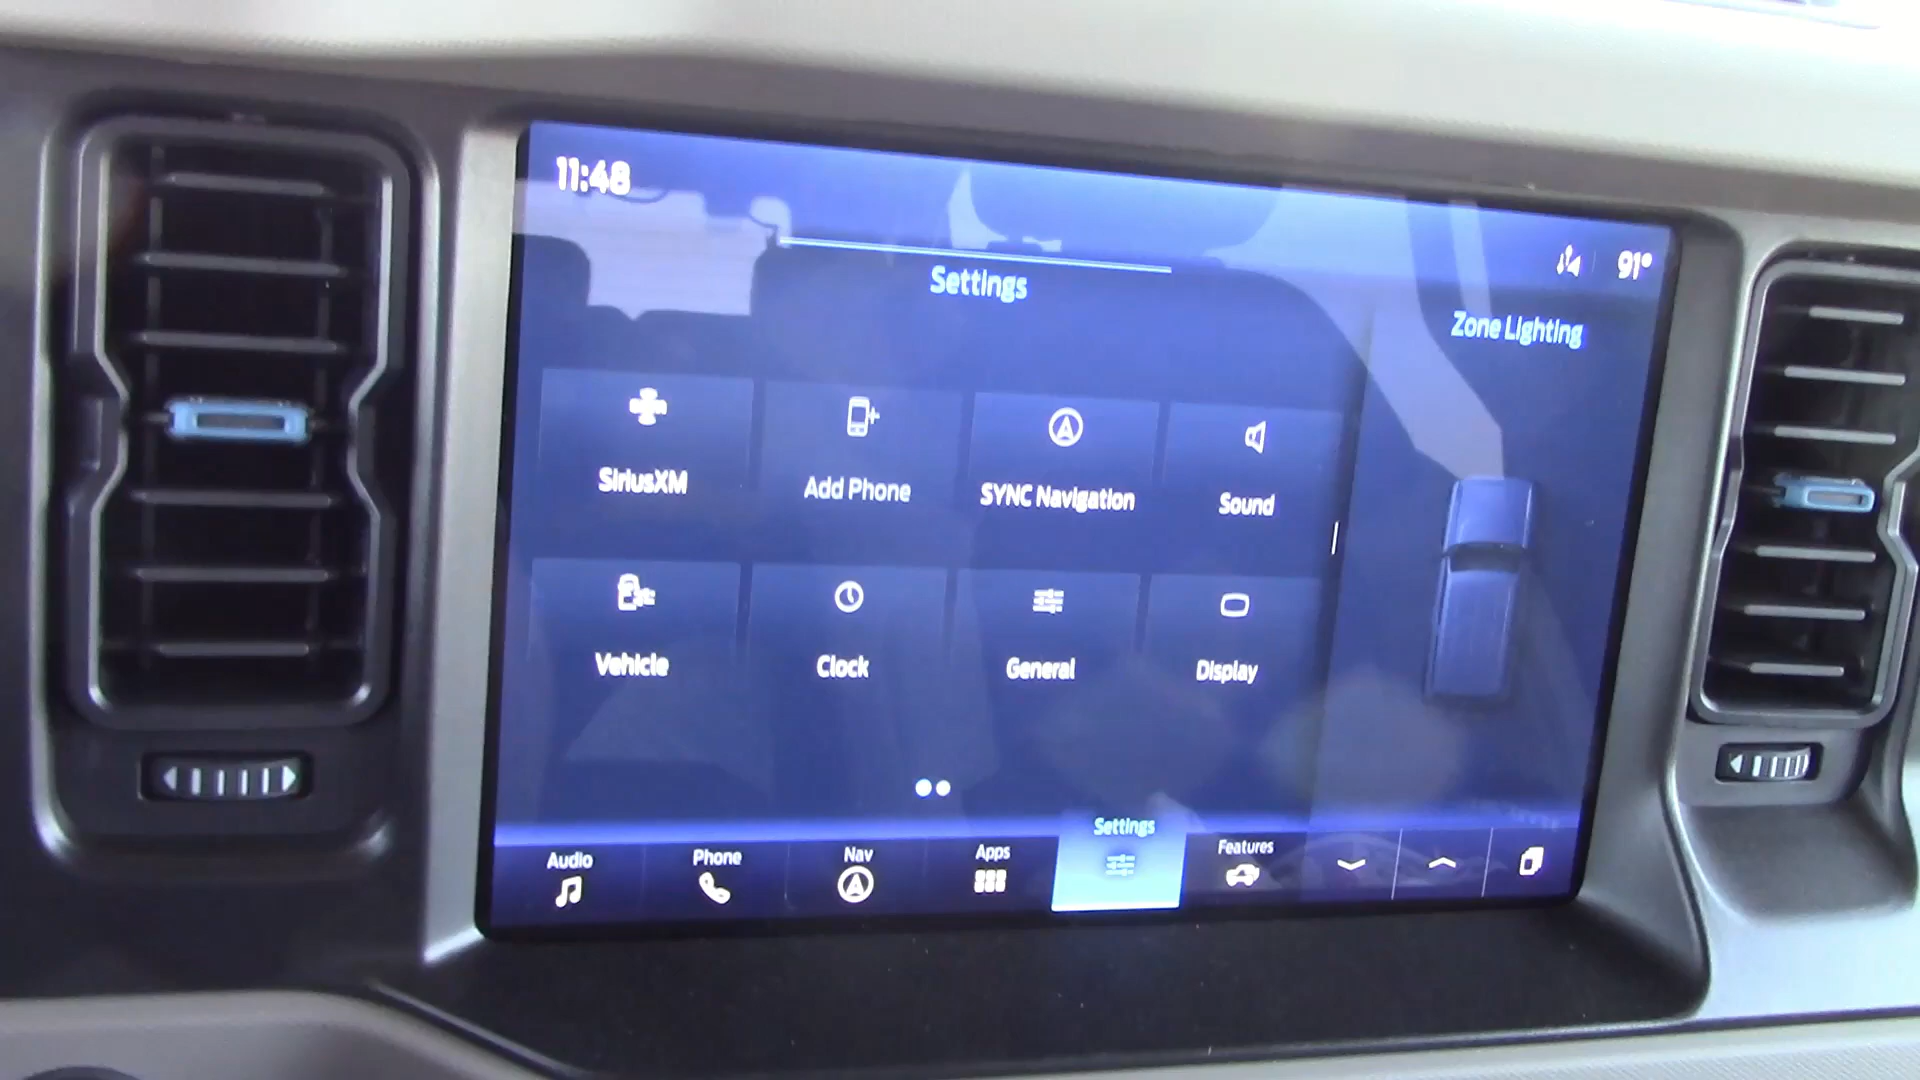 11:48
91°
Settings
Zone Lighting
SiriusXM
Add Phone
SYNC Navigation
Sound
Vehicle
Clock
General
Display
Audio
Phone
Nav
Apps
Settings
Features